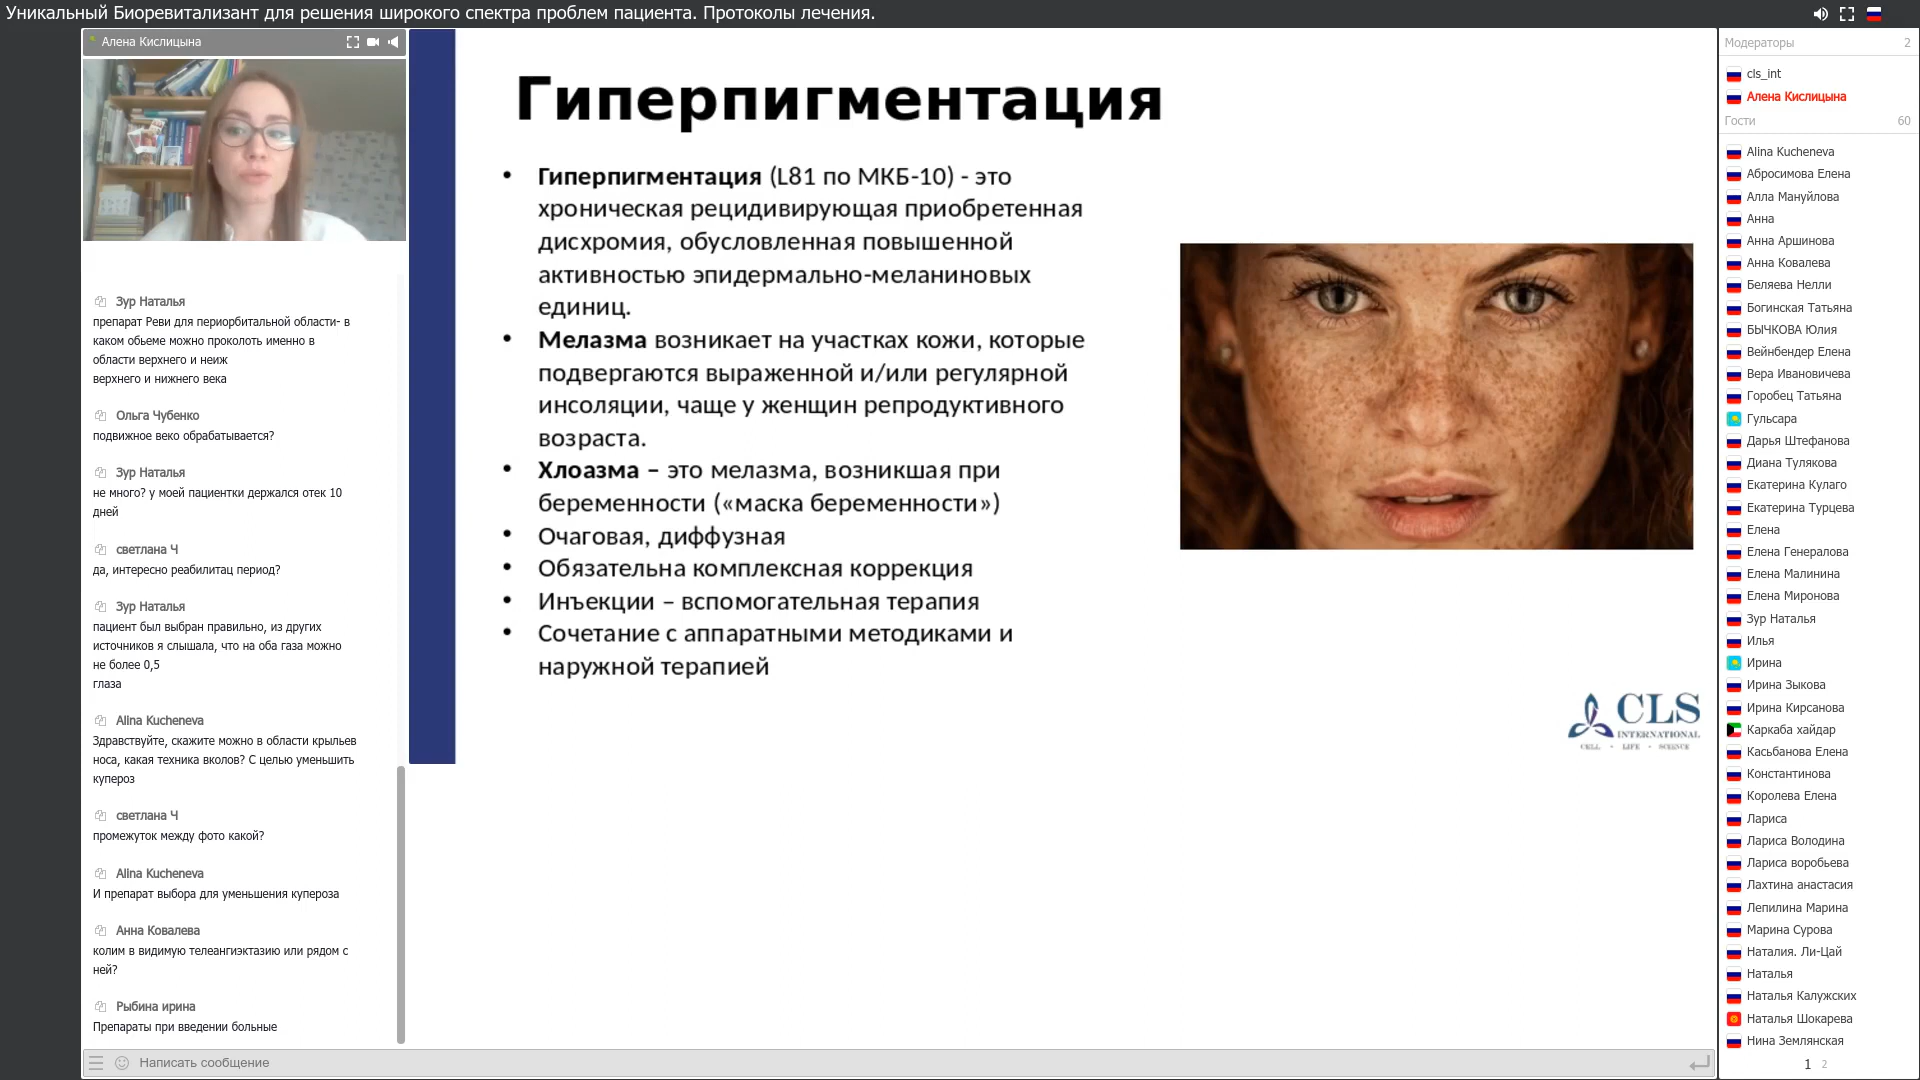 Уникальный Биоревитализант для решения широкого спектра проблем пациента. Протоколы лечения.
Алена Кислицына
Зур Наталья
препарат Реви для периорбитальной области- в
каком обьеме можно проколоть именно в
области верхнего и неиж
верхнего и нижнего века
Ольга Чубенко
подвижное веко обрабатывается?
Зур Наталья
не много? у моей пациентки держался отек 10
дней
светлана Ч
да, интересно реабилитац период?
Зур Наталья
пациент был выбран правильно, из других
источников я слышала, что на оба газа можно
не более 0,5
глаза
Alina Kucheneva
Здравствуйте, скажите можно в области крыльев
носа, какая техника вколов? С целью уменьшить
купероз
светлана Ч
промежуток между фото какой?
Alina Kucheneva
И препарат выбора для уменьшения купероза
Анна Ковалева
колим в видимую телеангиэктазию или рядом с
ней?
Рыбина ирина
Препараты при введении больные
Написать сообщение
Гиперпигментация
• Гиперпигментация (L81 по МКБ-10) - это
хроническая рецидивирующая приобретенная
дисхромия, обусловленная повышенной
активностью эпидермально-меланиновых
единиц.
• Мелазма возникает на участках кожи, которые
подвергаются выраженной и/или регулярной
инсоляции, чаще у женщин репродуктивного
возраста.
• Хлоазма – это мелазма, возникшая при
беременности («маска беременности»)
• Очаговая, диффузная
• Обязательна комплексная коррекция
• Инъекции – вспомогательная терапия
• Сочетание с аппаратными методиками и
наружной терапией
CLS
INTERNATIONAL
CELL • LIFE • SCIENCE
Модераторы 2
cls_int
Алена Кислицына
Гости 60
Alina Kucheneva
Абросимова Елена
Алла Мануйлова
Анна
Анна Аршинова
Анна Ковалева
Беляева Нелли
Богинская Татьяна
БЫЧКОВА Юлия
Вейнбендер Елена
Вера Ивановичева
Горобец Татьяна
Гульсара
Дарья Штефанова
Диана Тулякова
Екатерина Кулаго
Екатерина Турцева
Елена
Елена Генералова
Елена Малинина
Елена Миронова
Зур Наталья
Илья
Ирина
Ирина Зыкова
Ирина Кирсанова
Каркаба хайдар
Касьбанова Елена
Константинова
Королева Елена
Лариса
Лариса Володина
Лариса воробьева
Лахтина анастасия
Лепилина Марина
Марина Сурова
Наталия. Ли-Цай
Наталья
Наталья Калужских
Наталья Шокарева
Нина Землянская
1 2